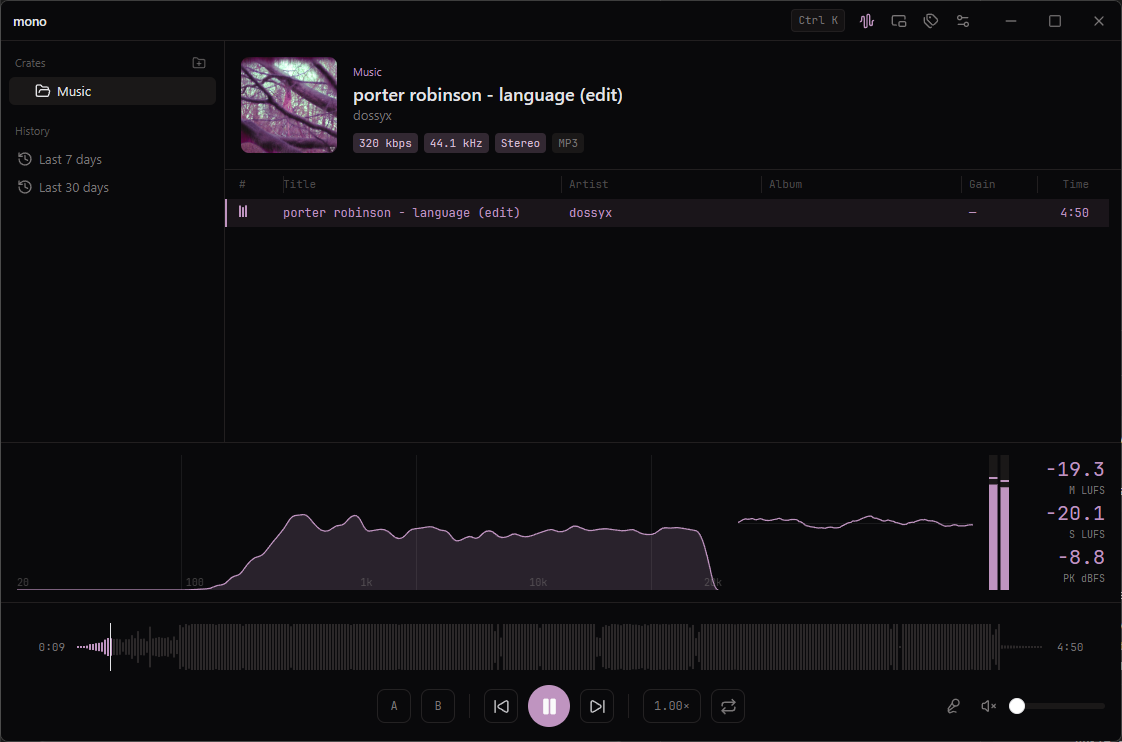 mono
Ctrl K
Crates
Music
History
Last 7 days
Last 30 days
Music
porter robinson - language (edit)
dossyx
320 kbps 44.1 kHz Stereo MP3
# Title Artist Album Gain Time
porter robinson - language (edit) dossyx — 4:50
-19.3
M LUFS
-20.1
S LUFS
-8.8
PK dBFS
20 100 1k 10k 20k
0:09 4:50
A B 1.00×